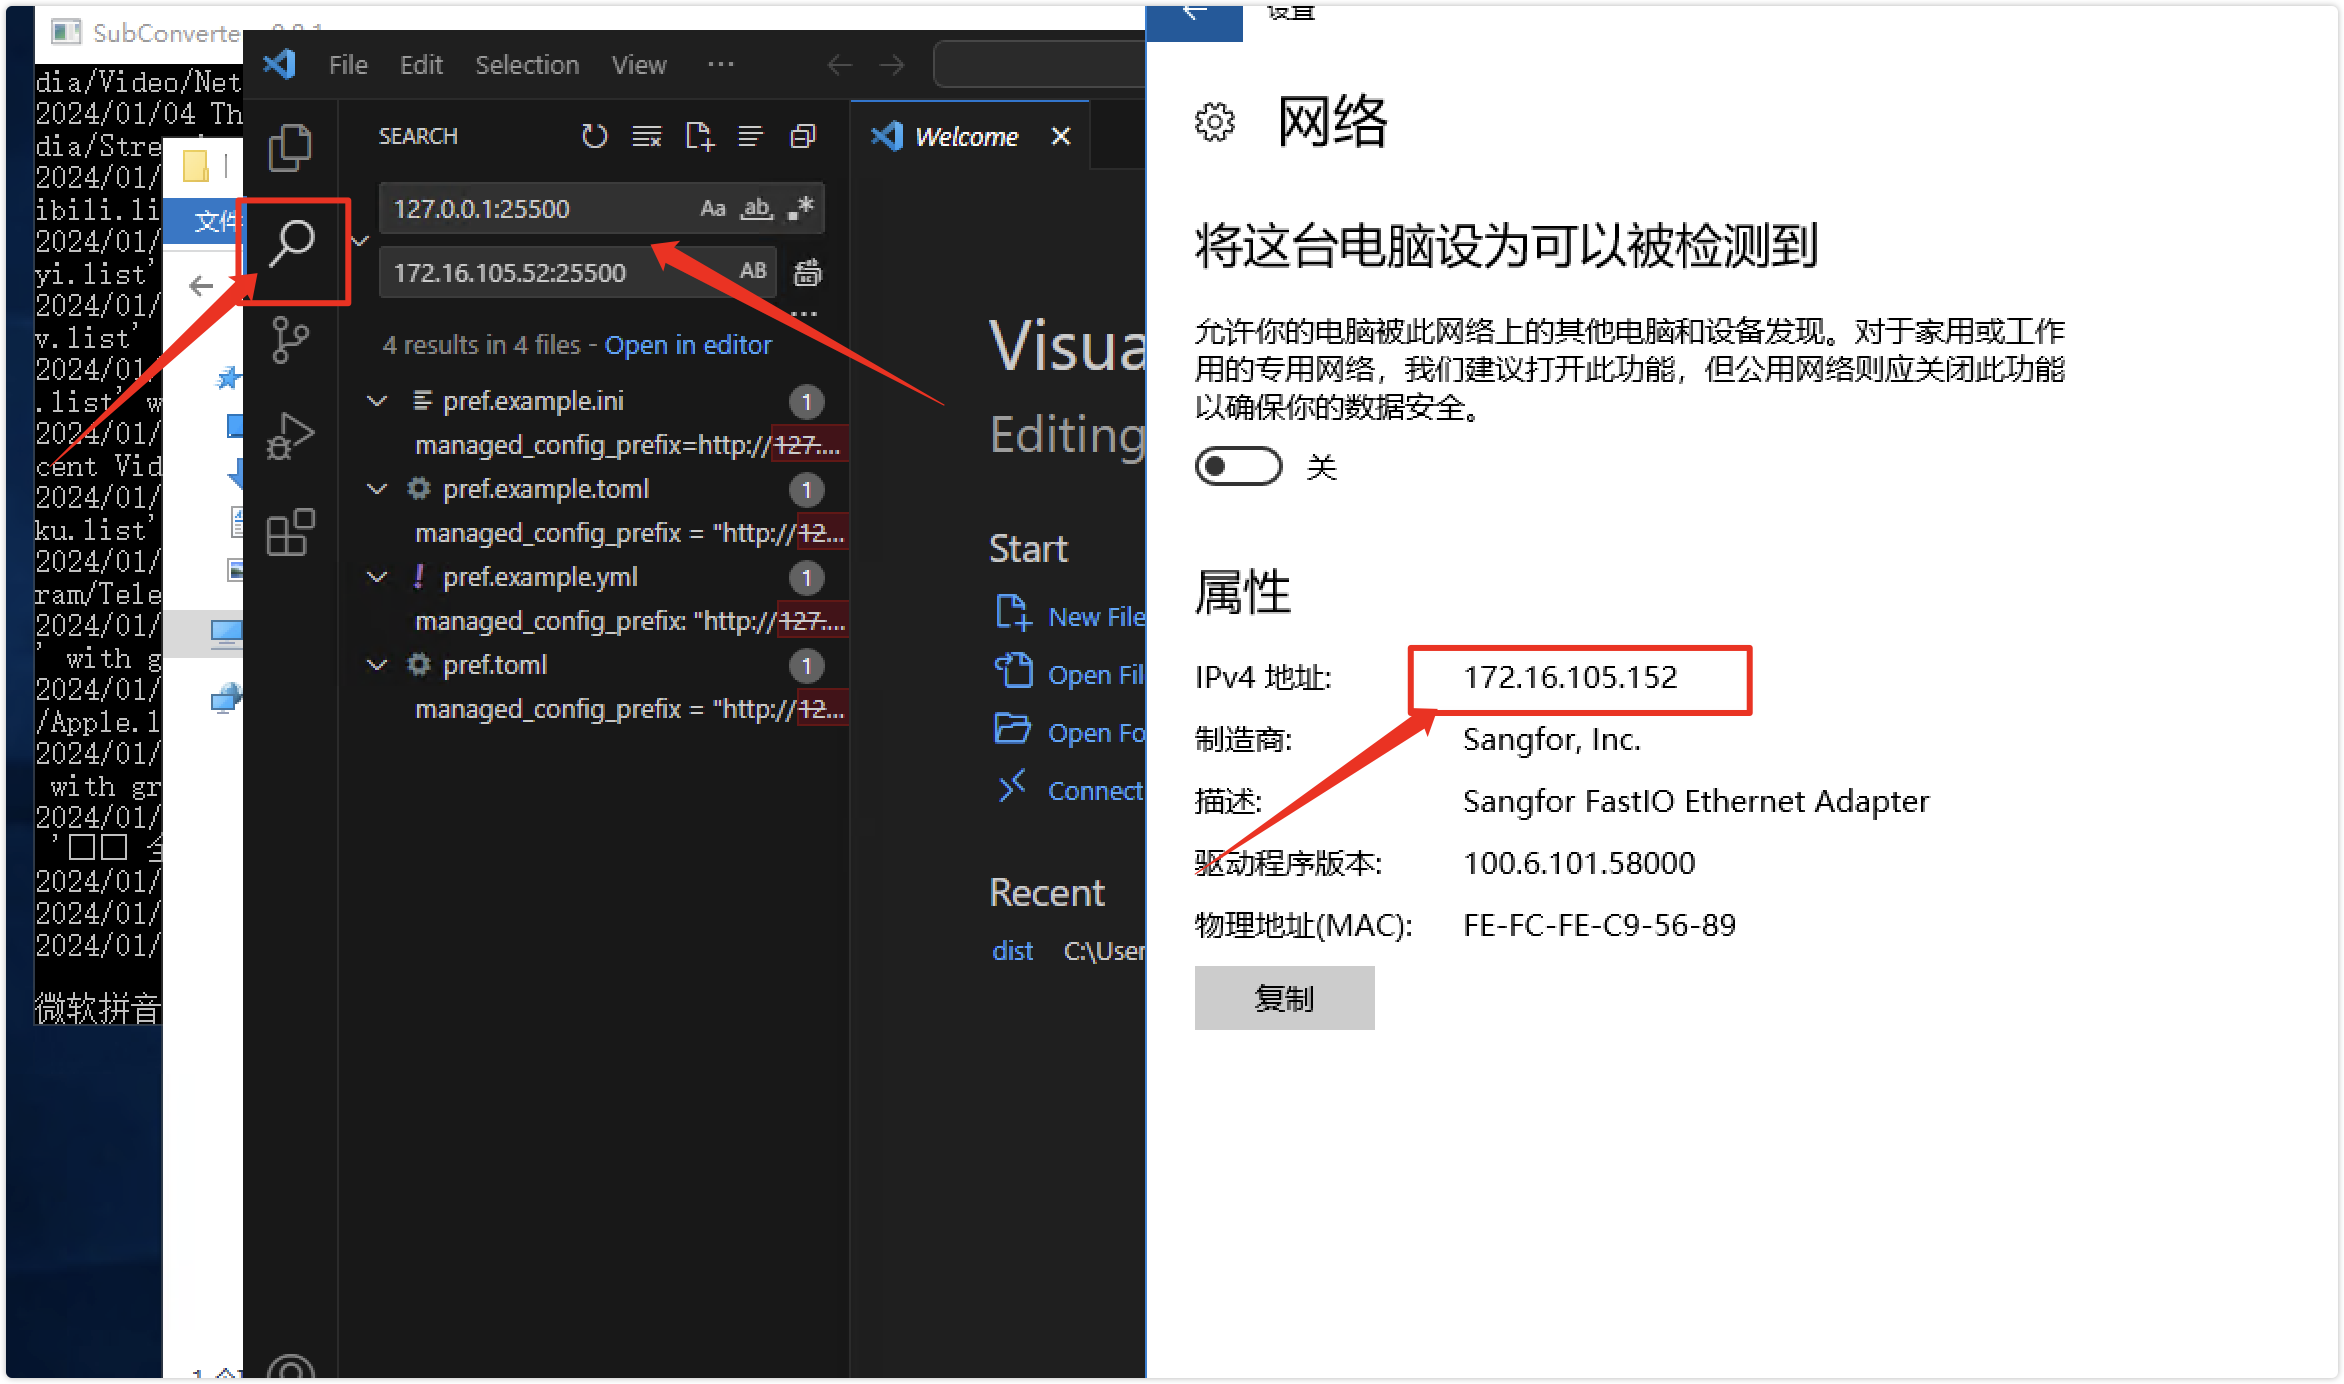 SubConverte
dia/Video/Net
2024/01/04 Th
dia/Stre
2024/01/
ibili.li
2024/01/
yi.list'
2024/01/
v.list'
2024/01/
.list' w
2024/01/
cent Vid
2024/01/
ku.list'
2024/01/
ram/Tele
2024/01/
' with g
2024/01/
/Apple.l
2024/01/
with gr
2024/01/
2024/01/
2024/01/
2024/01/
微软拼音
文件
File Edit Selection View ···
SEARCH
127.0.0.1:25500 Aa ab .*
172.16.105.52:25500 AB
...
4 results in 4 files - Open in editor
pref.example.ini 1
managed_config_prefix=http://127....
pref.example.toml 1
managed_config_prefix = "http://12...
pref.example.yml 1
managed_config_prefix: "http://127....
pref.toml 1
managed_config_prefix = "http://12...
Welcome
Visua
Editing
Start
New File
Open Fil
Open Fo
Connect
Recent
dist C:\User
设置
网络
将这台电脑设为可以被检测到
允许你的电脑被此网络上的其他电脑和设备发现。对于家用或工作
用的专用网络，我们建议打开此功能，但公用网络则应关闭此功能
以确保你的数据安全。
关
属性
IPv4 地址: 172.16.105.152
制造商: Sangfor, Inc.
描述: Sangfor FastIO Ethernet Adapter
驱动程序版本: 100.6.101.58000
物理地址(MAC): FE-FC-FE-C9-56-89
复制